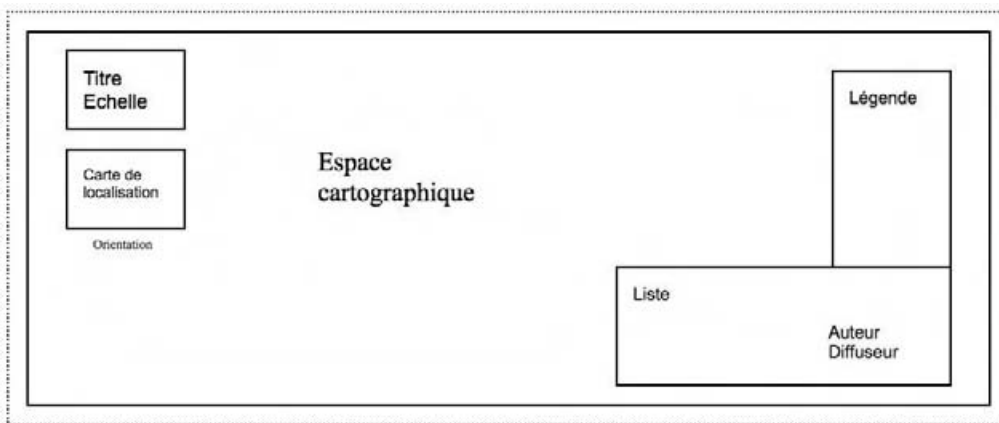 Titre
Echelle
Carte de
localisation
Orientation
Espace
cartographique
Légende
Liste
Auteur
Diffuseur